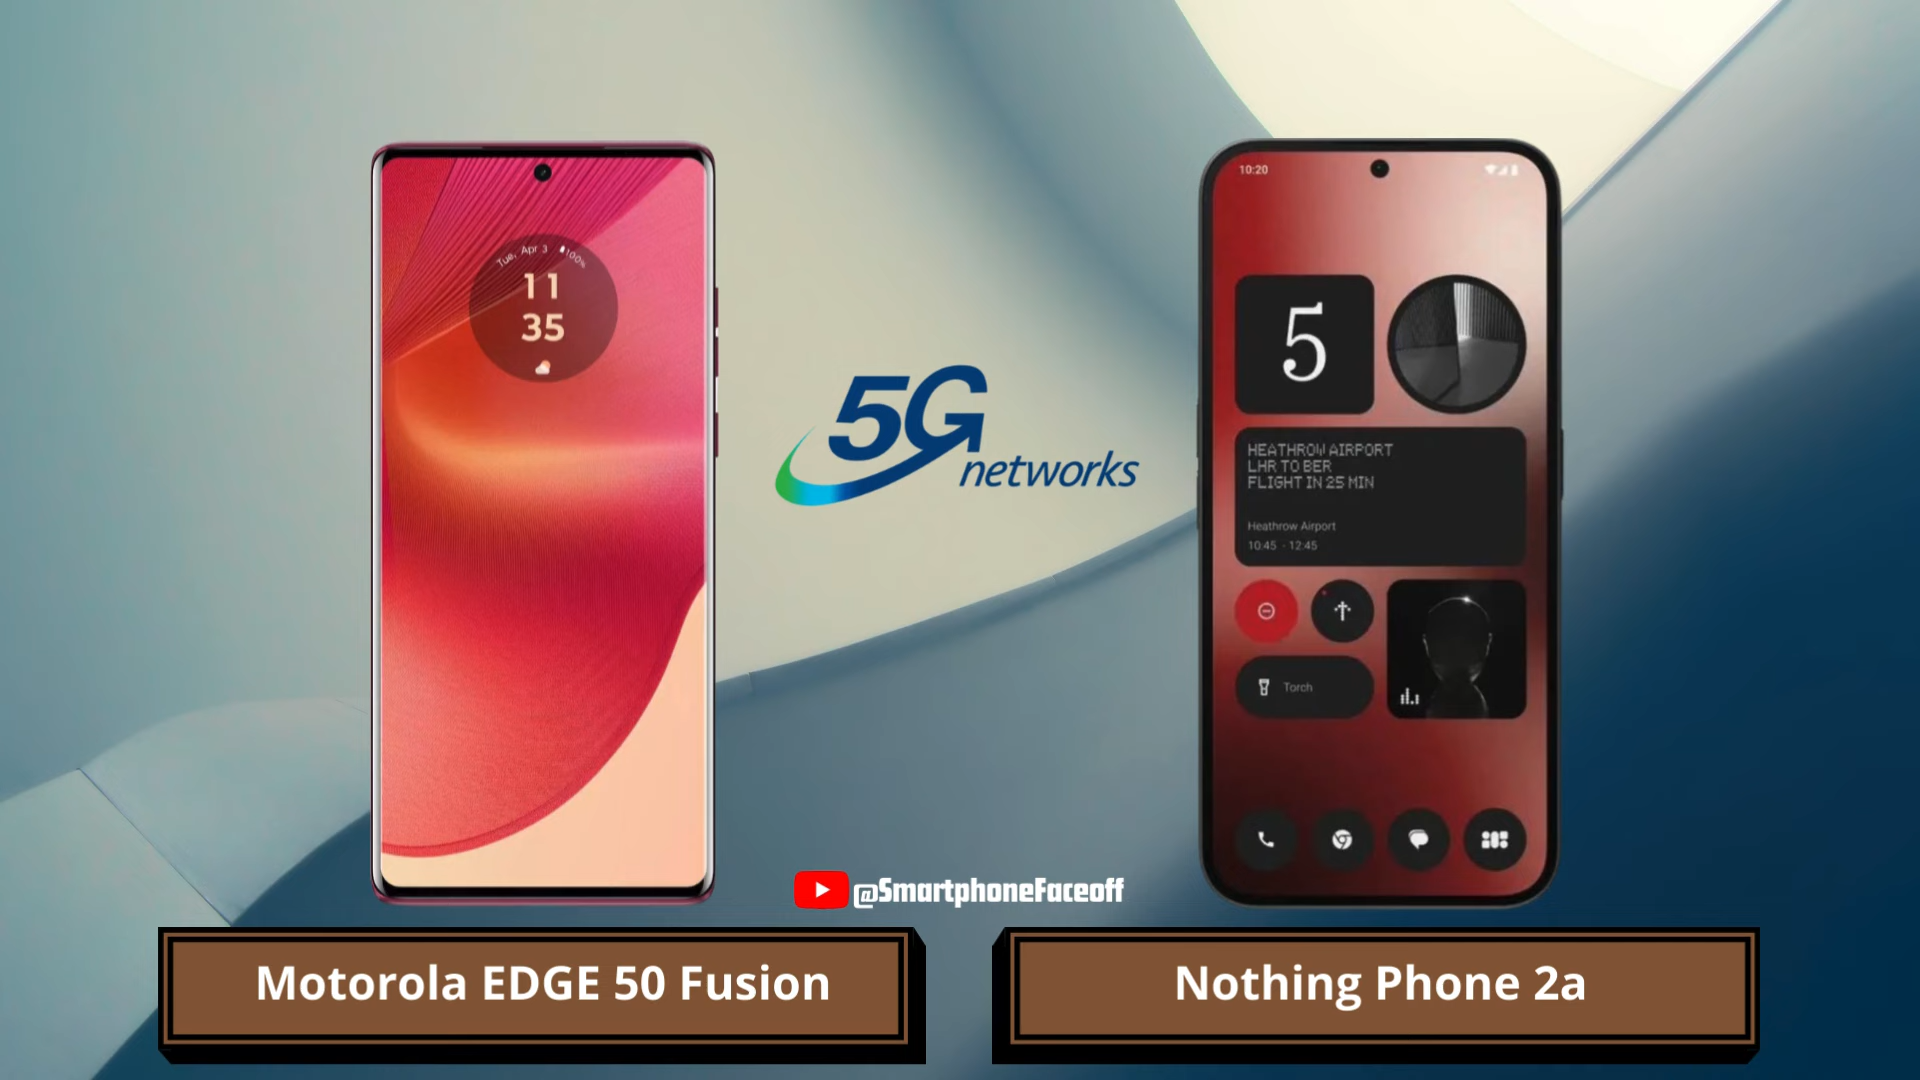 Tue, Apr 3 100%
11
35
5G
networks
10:20
5
HEATHROW AIRPORT
LHR TO BER
FLIGHT IN 25 MIN
Heathrow Airport
10:45 - 12:45
Torch
@SmartphoneFaceoff
Motorola EDGE 50 Fusion
Nothing Phone 2a